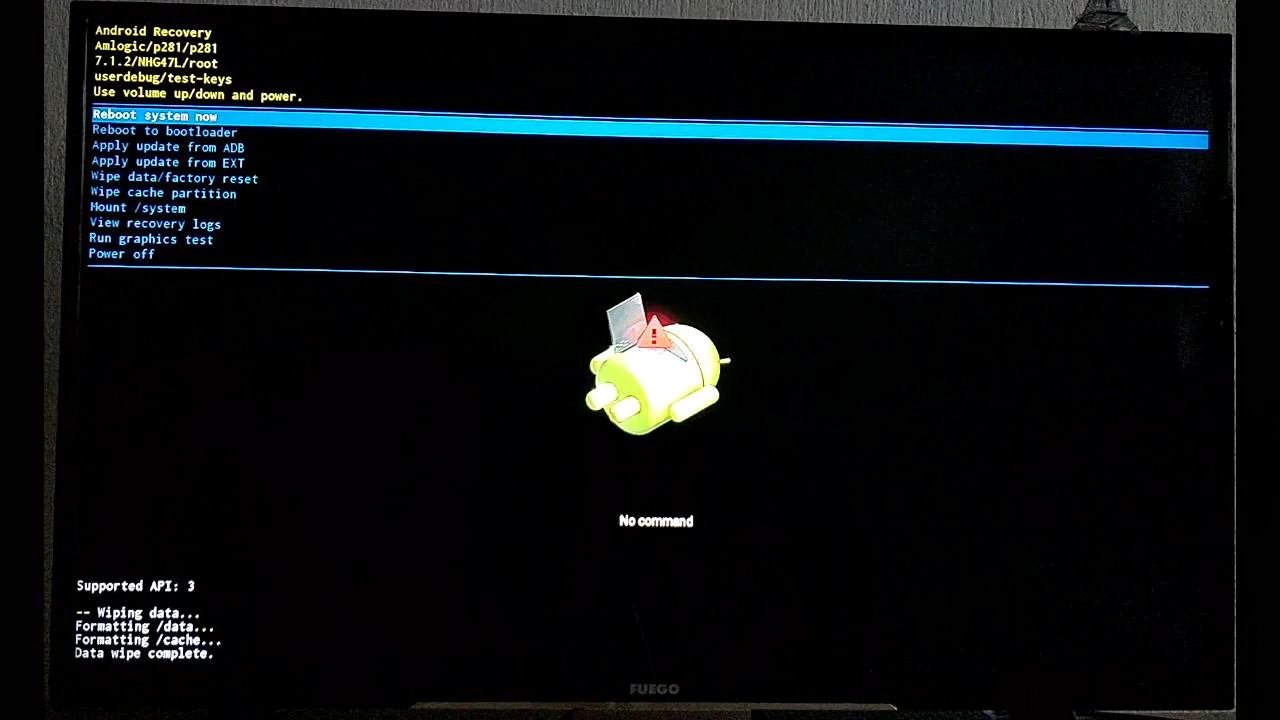 Android Recovery
Amlogic/p281/p281
7.1.2/NHG47L/root
userdebug/test-keys
Use volume up/down and power.
Reboot system now
Reboot to bootloader
Apply update from ADB
Apply update from EXT
Wipe data/factory reset
Wipe cache partition
Mount /system
View recovery logs
Run graphics test
Power off
No command
Supported API: 3
-- Wiping data...
Formatting /data...
Formatting /cache...
Data wipe complete.
FUEGO